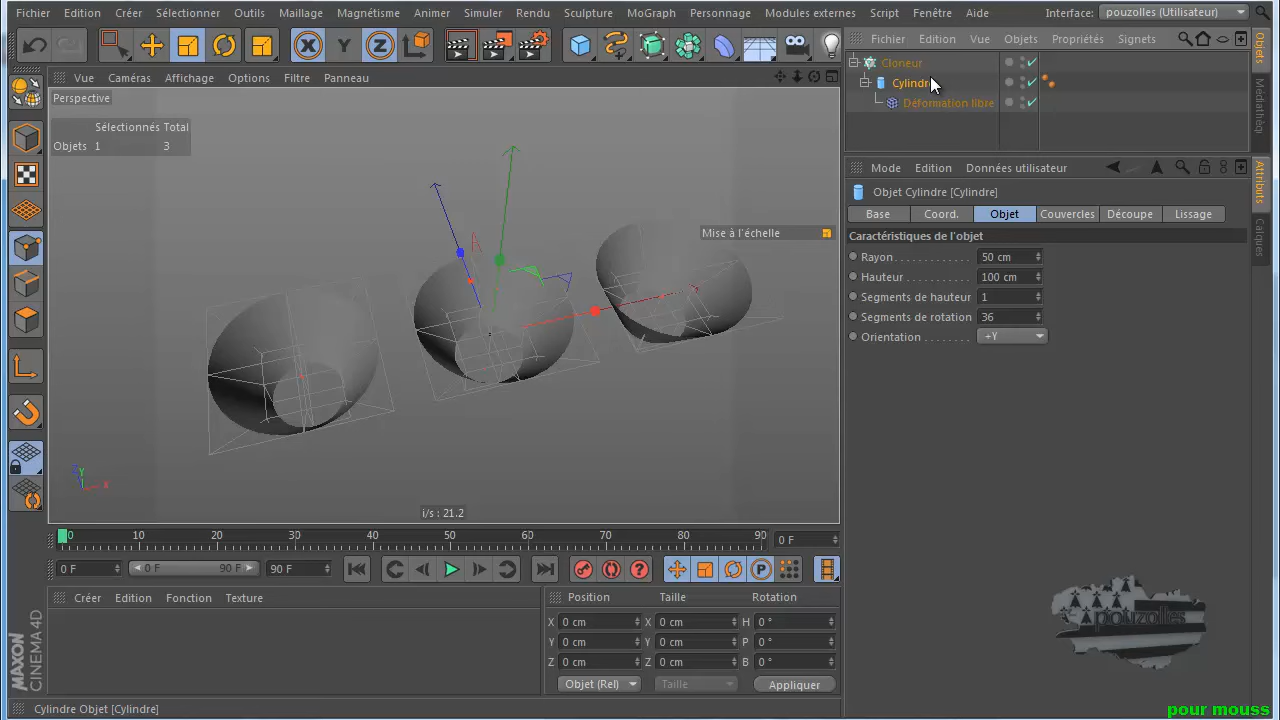 Fichier Edition Créer Sélectionner Outils Maillage Magnétisme Animer Simuler Rendu Sculpture MoGraph Personnage Modules externes Script Fenêtre Aide Interface: pouzolles (Utilisateur)
X Y Z
Fichier Edition Vue Objets Propriétés Signets
Vue Caméras Affichage Options Filtre Panneau
Perspective
Sélectionnés Total
Objets 1 3
Mise à l'échelle
Y
X
i/s : 21.2
Cloneur
Cylindre
Déformation libre
Objets
Médiathèqu
Mode Edition Données utilisateur
Objet Cylindre [Cylindre]
Base Coord. Objet Couvercles Découpe Lissage
Caractéristiques de l'objet
Rayon . . . . . . . . . . . . 50 cm
Hauteur . . . . . . . . . . 100 cm
Segments de hauteur 1
Segments de rotation 36
Orientation . . . . . . . . +Y
Attributs
Calques
0 10 20 30 40 50 60 70 80 90 0 F
0 F 0 F 90 F 90 F P
Créer Edition Fonction Texture
Position Taille Rotation
X 0 cm X 0 cm H 0 °
Y 0 cm Y 0 cm P 0 °
Z 0 cm Z 0 cm B 0 °
Objet (Rel) Taille Appliquer
MAXON
CINEMA 4D
pouzolles
Cylindre Objet [Cylindre]
pour mouss